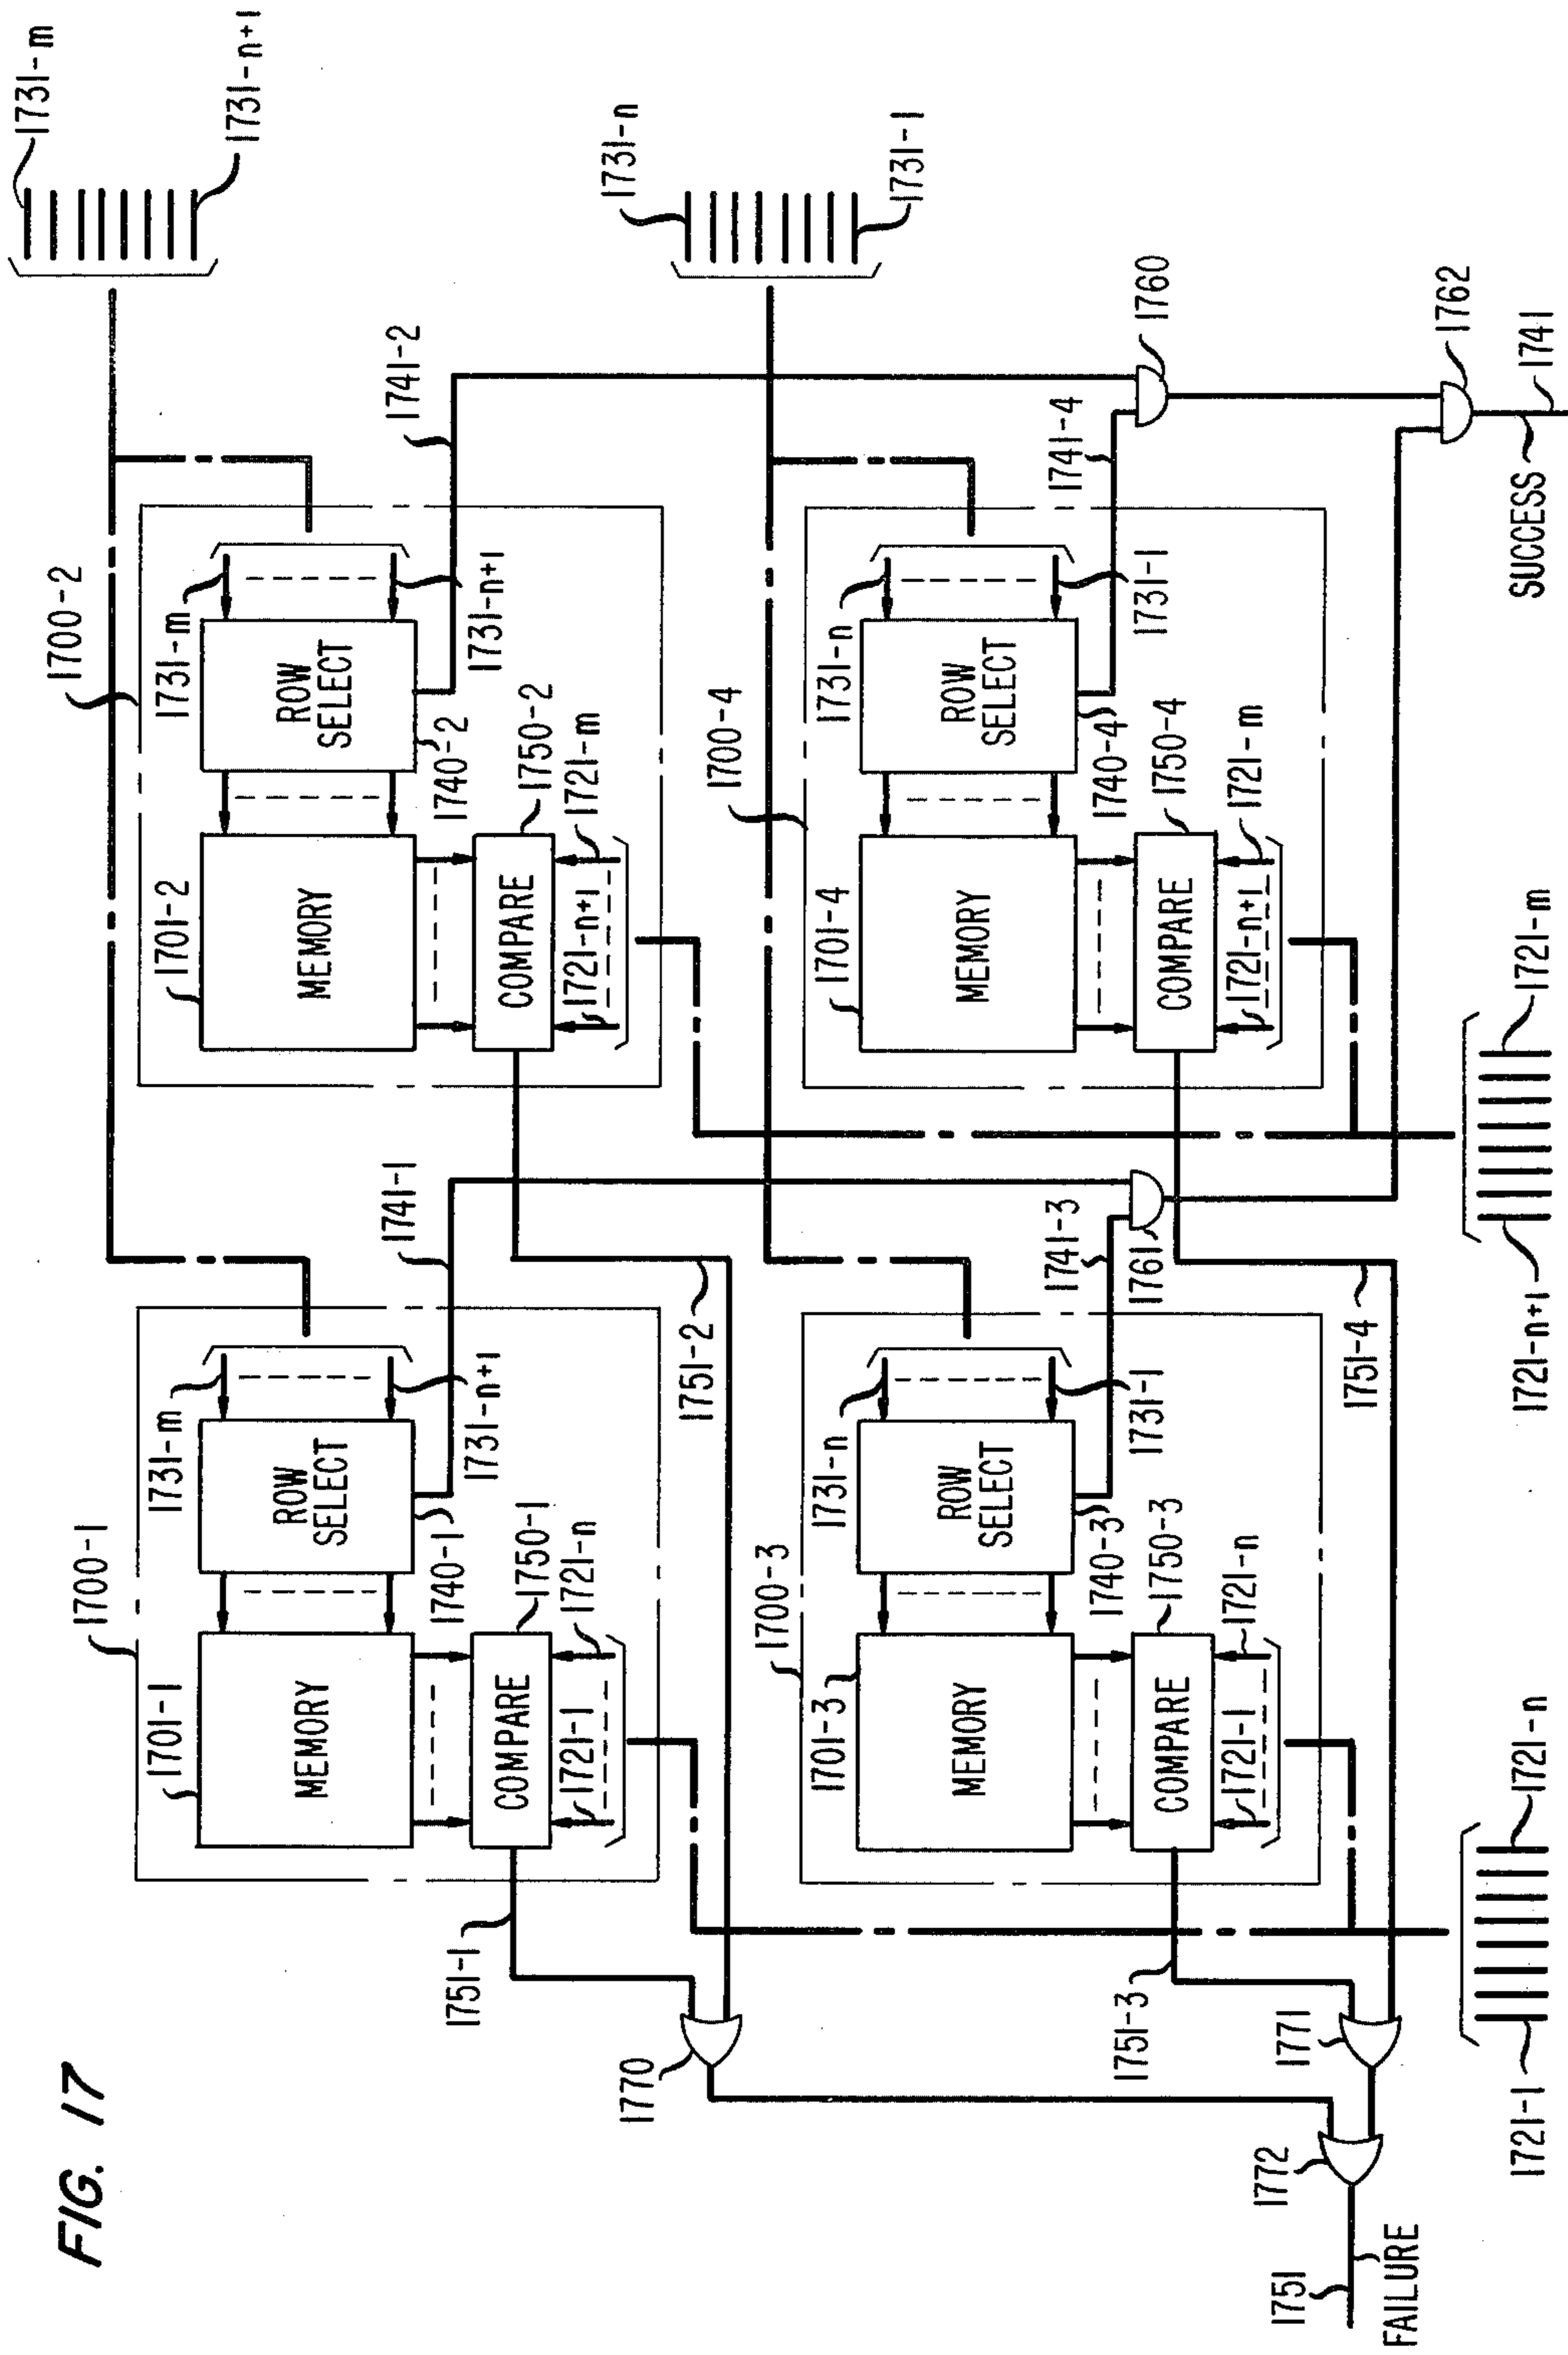 FIG. 17
1700-1
1701-1
MEMORY
ROW
SELECT
1731-m
1731-n+1
1740-1
1741-1
COMPARE
1750-1
1721-1
1721-n
1751-1
1700-2
1701-2
MEMORY
ROW
SELECT
1731-m
1731-n+1
1740-2
1741-2
COMPARE
1750-2
1721-n+1
1721-m
1751-2
1731-m
1731-n+1
1770
1700-3
1701-3
MEMORY
ROW
SELECT
1731-n
1731-1
1740-3
1741-3
1761
COMPARE
1750-3
1721-1
1721-n
1751-3
1700-4
1701-4
MEMORY
ROW
SELECT
1731-n
1731-1
1740-4
1741-4
COMPARE
1750-4
1721-n+1
1721-m
1751-4
1731-n
1731-1
1760
1762
1772
1771
1751
FAILURE
1721-1
1721-n
1721-n+1
1721-m
SUCCESS
1741